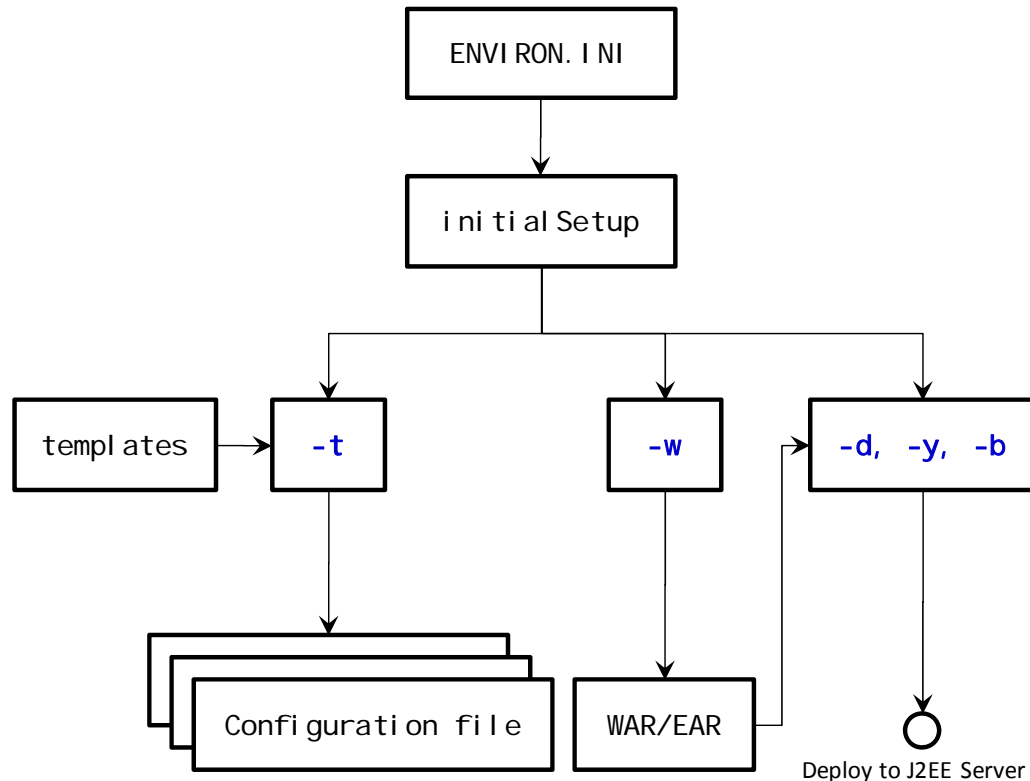 ENVIRON.INI
initialSetup
templates
-t
-w
-d, -y, -b
Configuration file
WAR/EAR
Deploy to J2EE Server